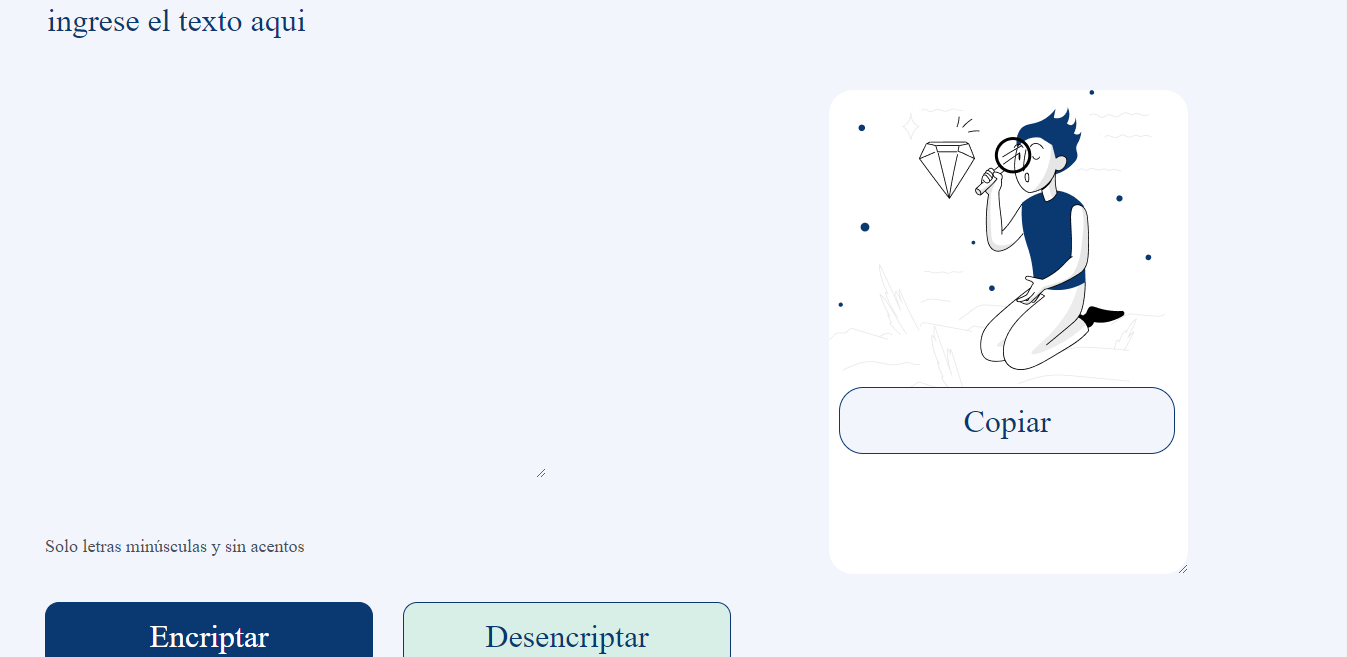 ingrese el texto aqui
Copiar
Solo letras minúsculas y sin acentos
Encriptar
Desencriptar